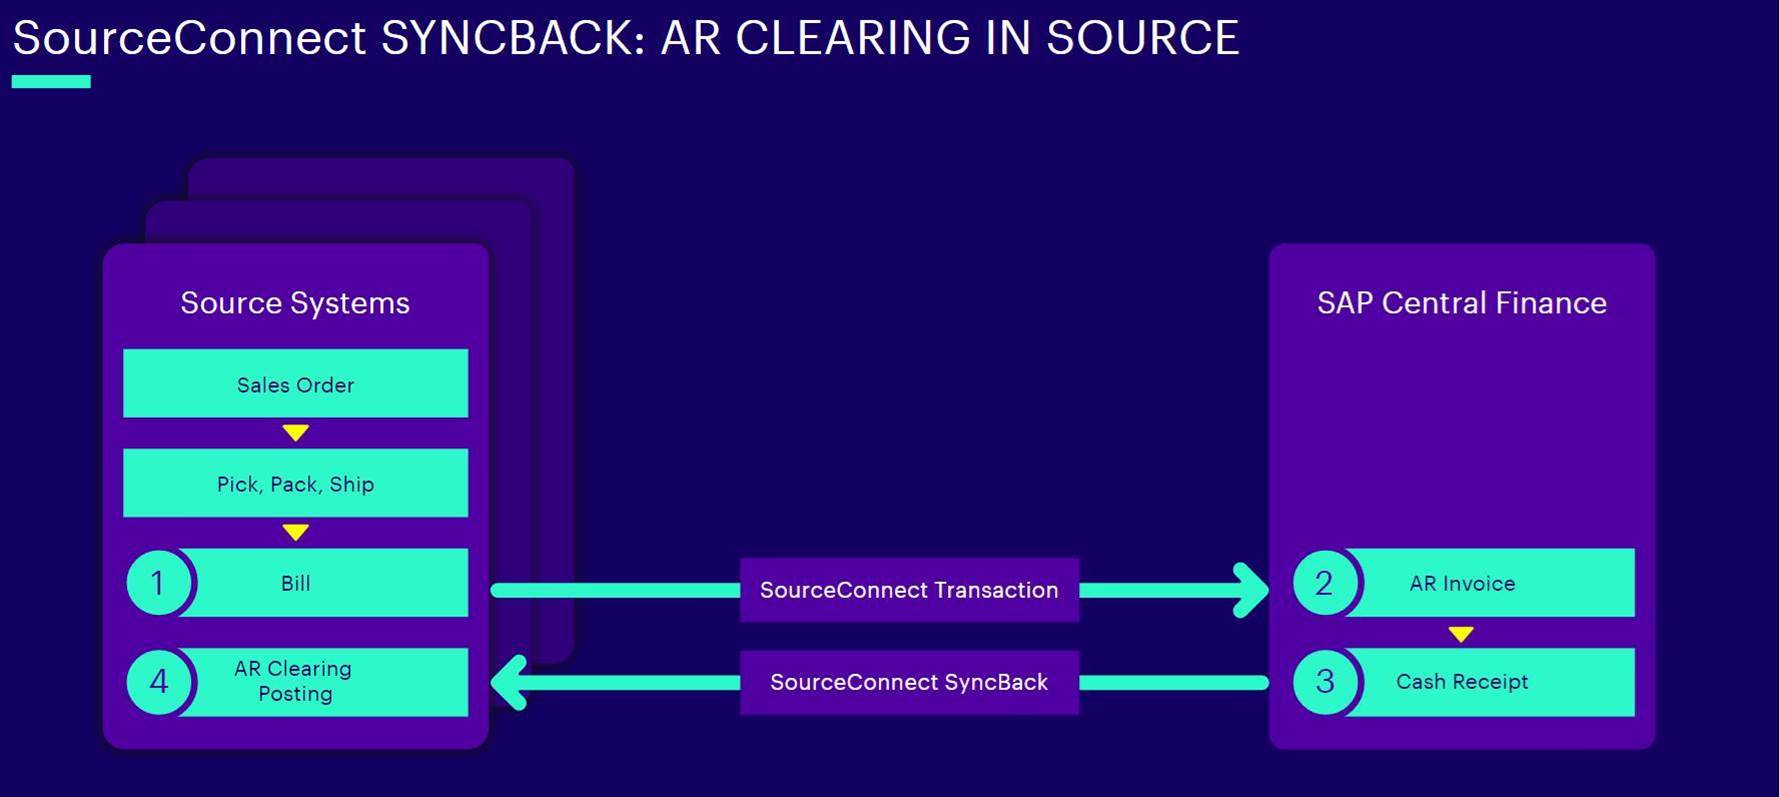 SourceConnect SYNCBACK: AR CLEARING IN SOURCE
Source Systems
Sales Order
Pick, Pack, Ship
1
Bill
4
AR Clearing
Posting
SourceConnect Transaction
SourceConnect SyncBack
SAP Central Finance
2
AR Invoice
3
Cash Receipt